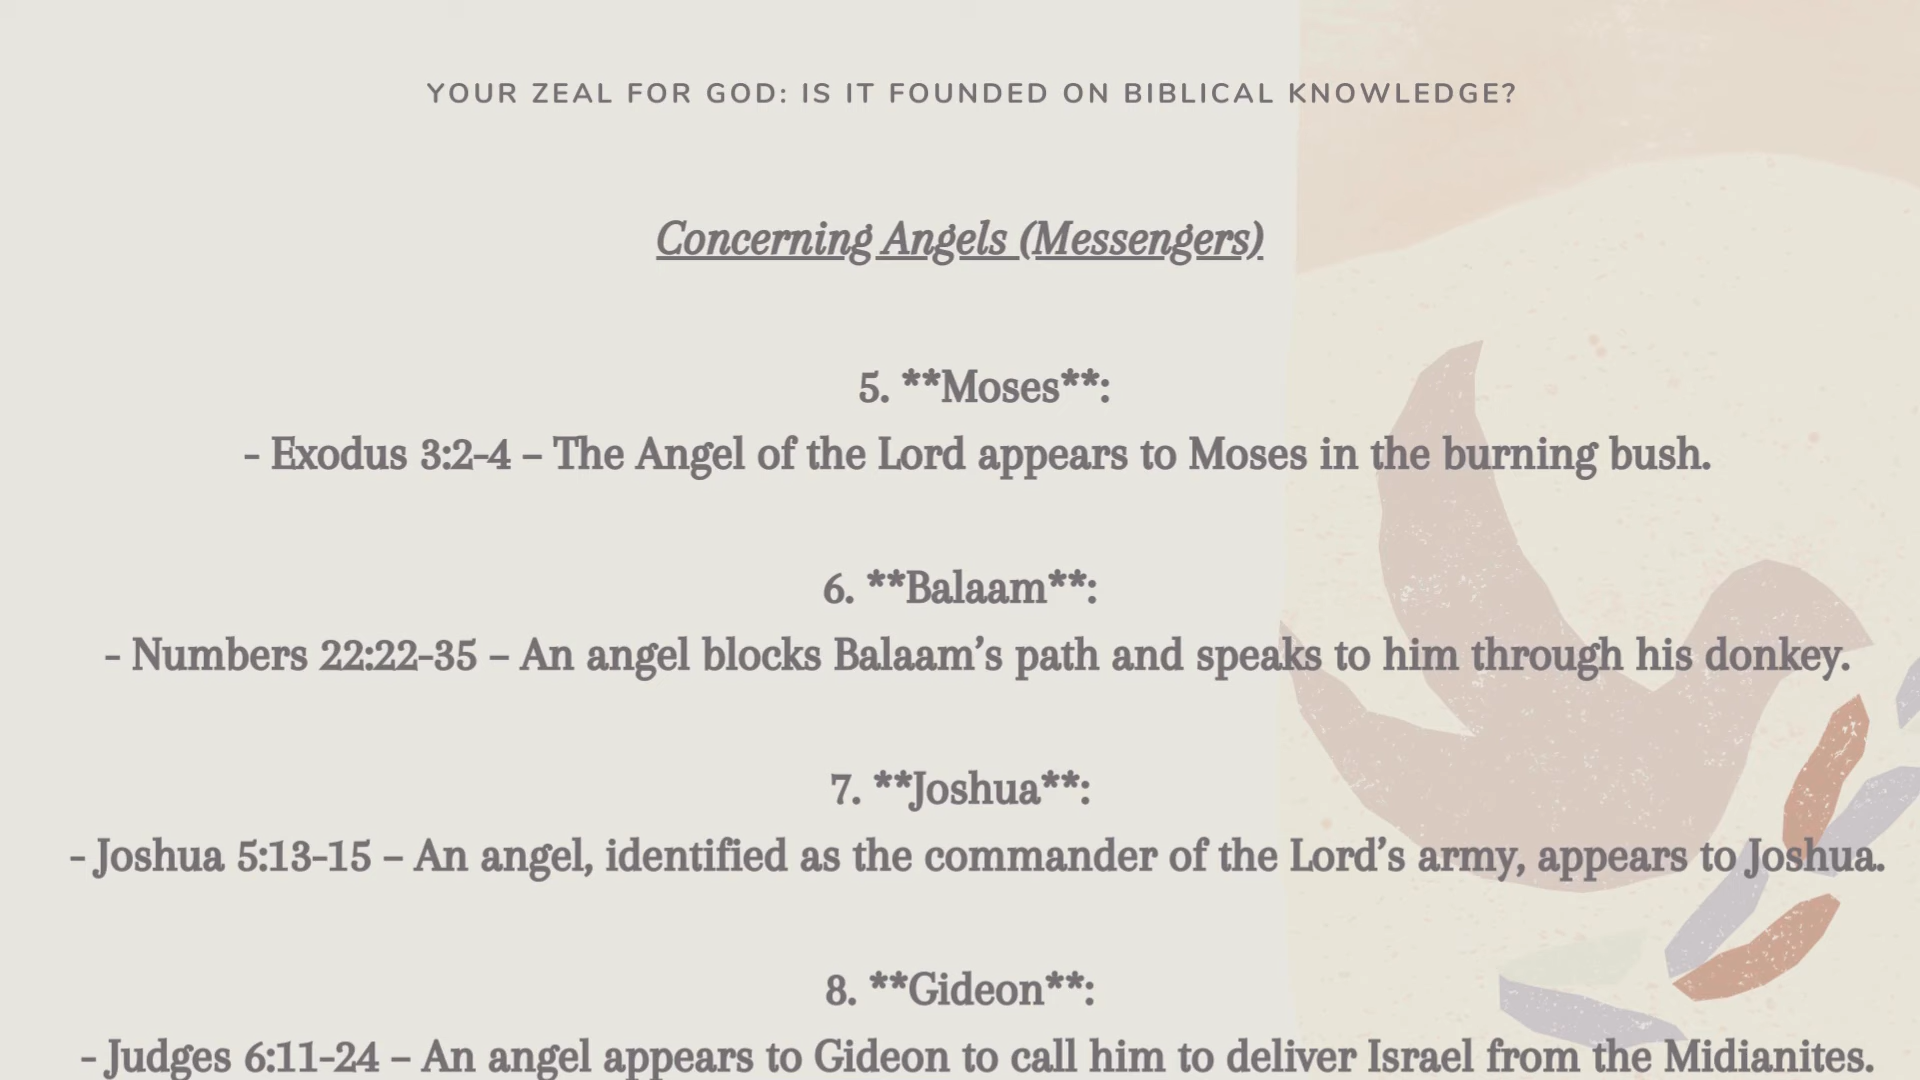 YOUR ZEAL FOR GOD: IS IT FOUNDED ON BIBLICAL KNOWLEDGE?
Concerning Angels (Messengers)
5. **Moses**:
- Exodus 3:2-4 – The Angel of the Lord appears to Moses in the burning bush.
6. **Balaam**:
- Numbers 22:22-35 – An angel blocks Balaam’s path and speaks to him through his donkey.
7. **Joshua**:
- Joshua 5:13-15 – An angel, identified as the commander of the Lord’s army, appears to Joshua.
8. **Gideon**:
- Judges 6:11-24 – An angel appears to Gideon to call him to deliver Israel from the Midianites.